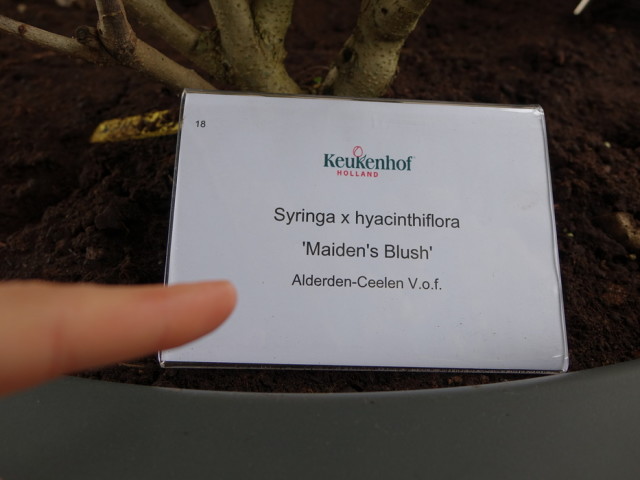 18
Keukenhof
HOLLAND
Syringa x hyacinthiflora
'Maiden's Blush'
Alderden-Ceelen V.o.f.